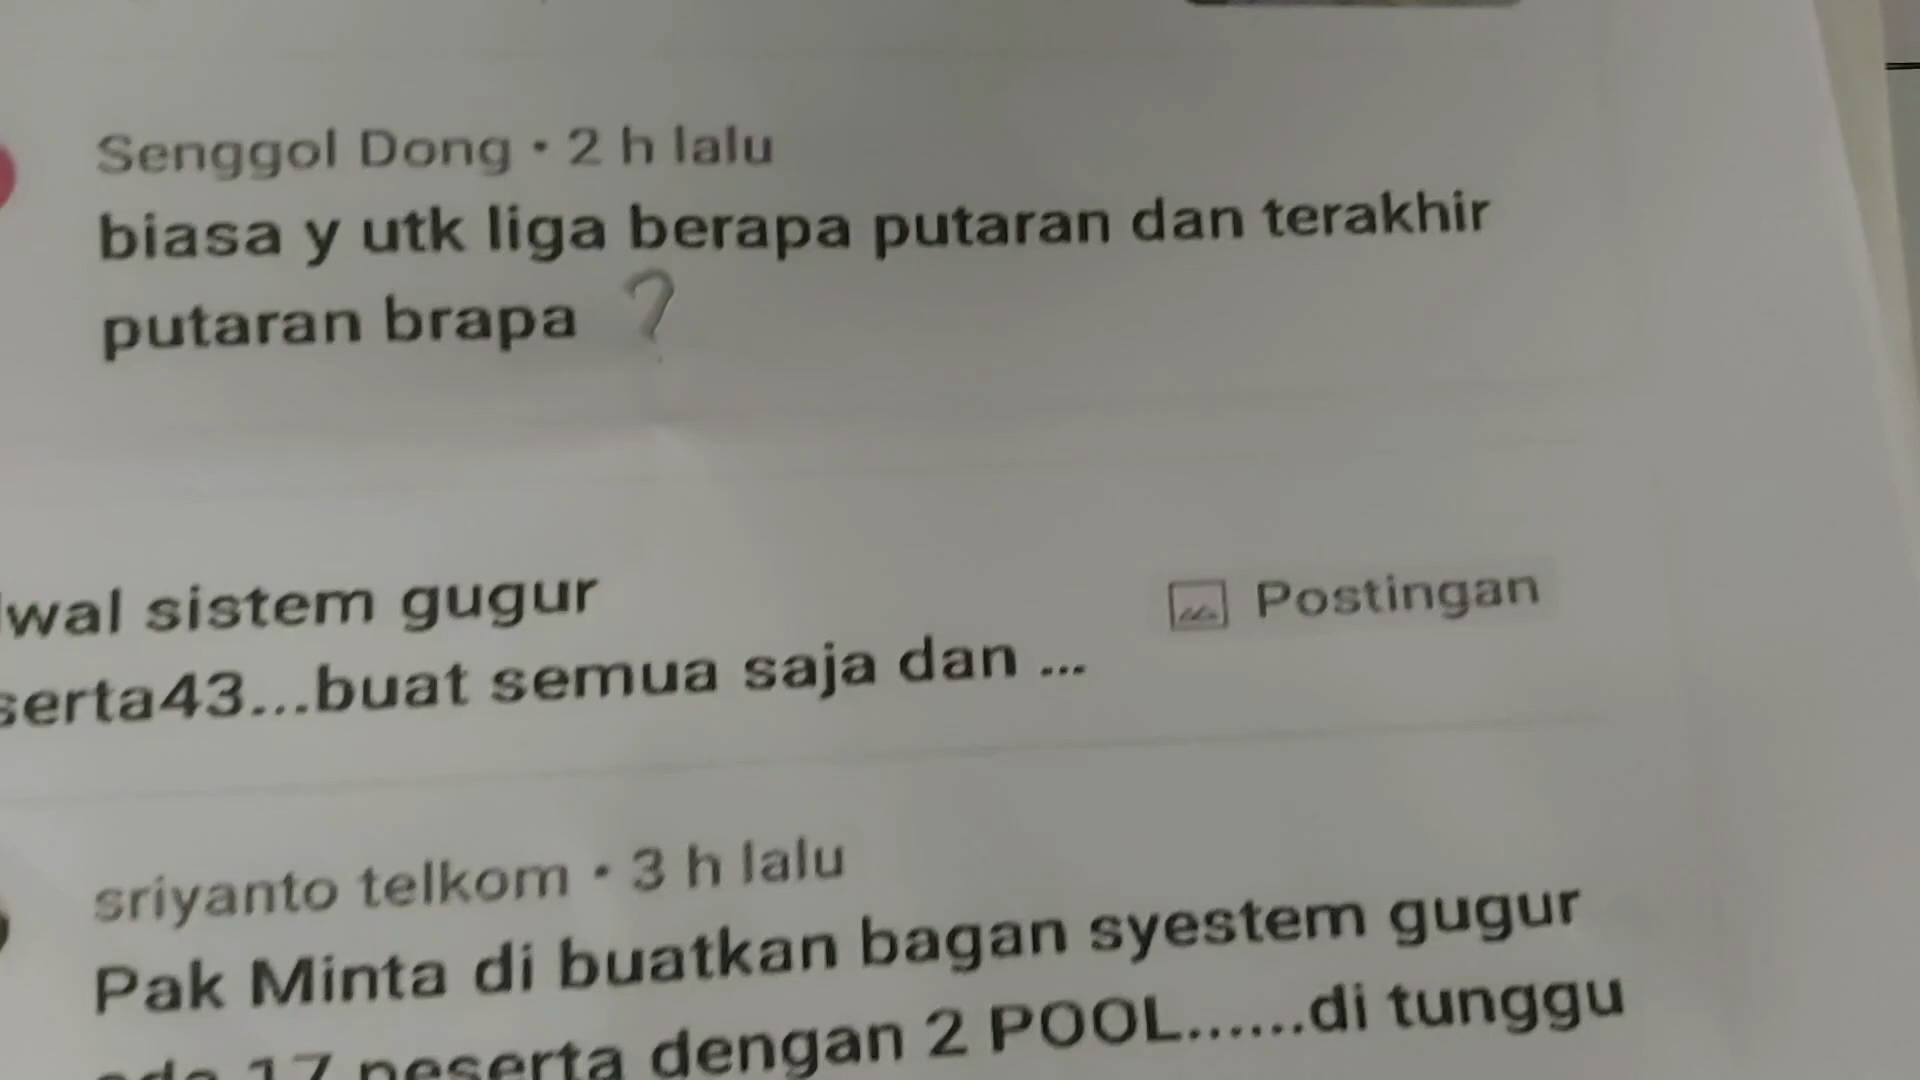 Senggol Dong • 2 h lalu
biasa y utk liga berapa putaran dan terakhir
putaran brapa ?
wal sistem gugur
Postingan
serta43...buat semua saja dan ...
sriyanto telkom • 3 h lalu
Pak Minta di buatkan bagan syestem gugur
ada 17 peserta dengan 2 POOL......di tunggu